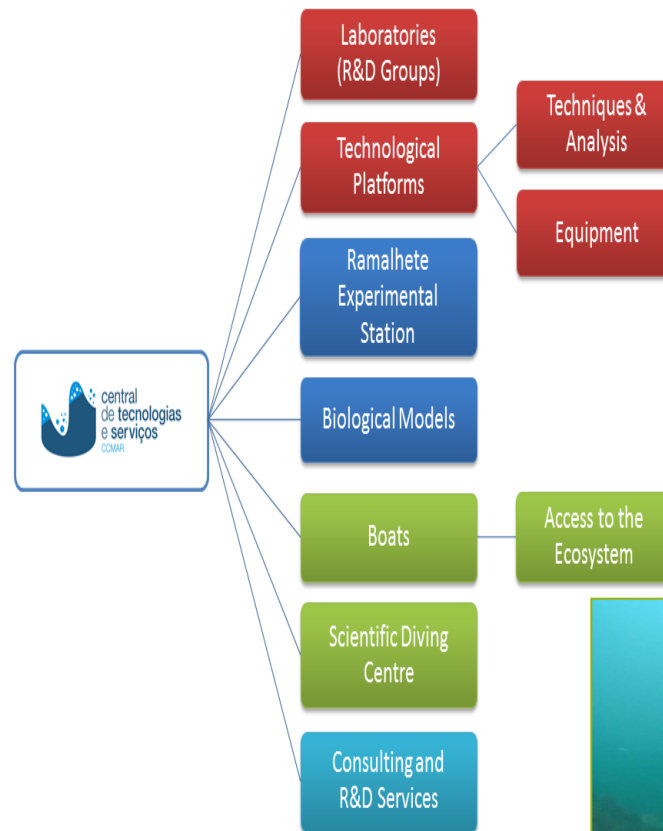 Laboratories
(R&D Groups)
Technological
Platforms
Techniques &
Analysis
Equipment
Ramalhete
Experimental
Station
central
de tecnologias
e serviços
CCMAR
Biological Models
Boats
Access to the
Ecosystem
Scientific Diving
Centre
Consulting and
R&D Services